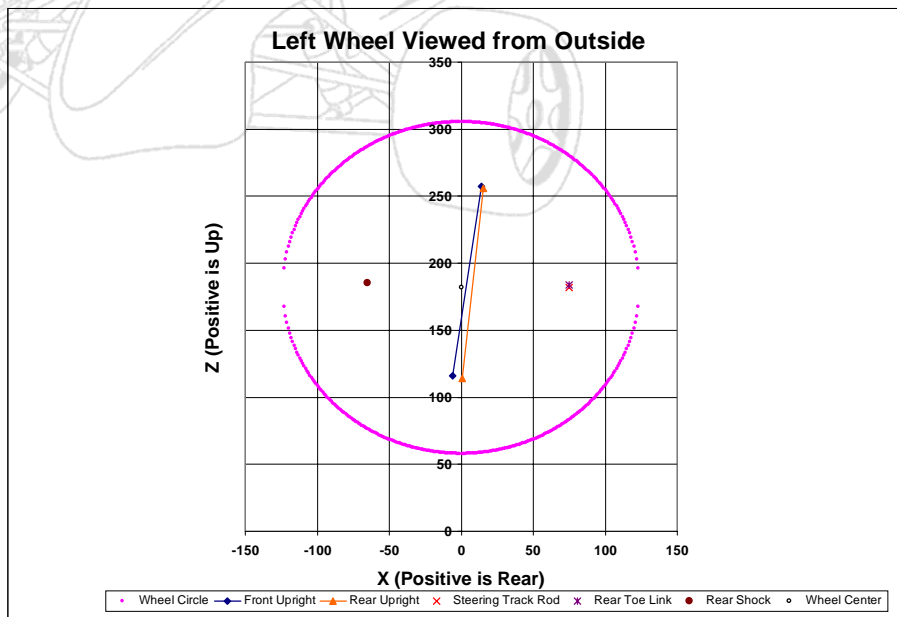 Left Wheel Viewed from Outside
350
300
250
200
150
100
50
0
Z (Positive is Up)
-150 -100 -50 0 50 100 150
X (Positive is Rear)
Wheel Circle Front Upright Rear Upright Steering Track Rod Rear Toe Link Rear Shock Wheel Center